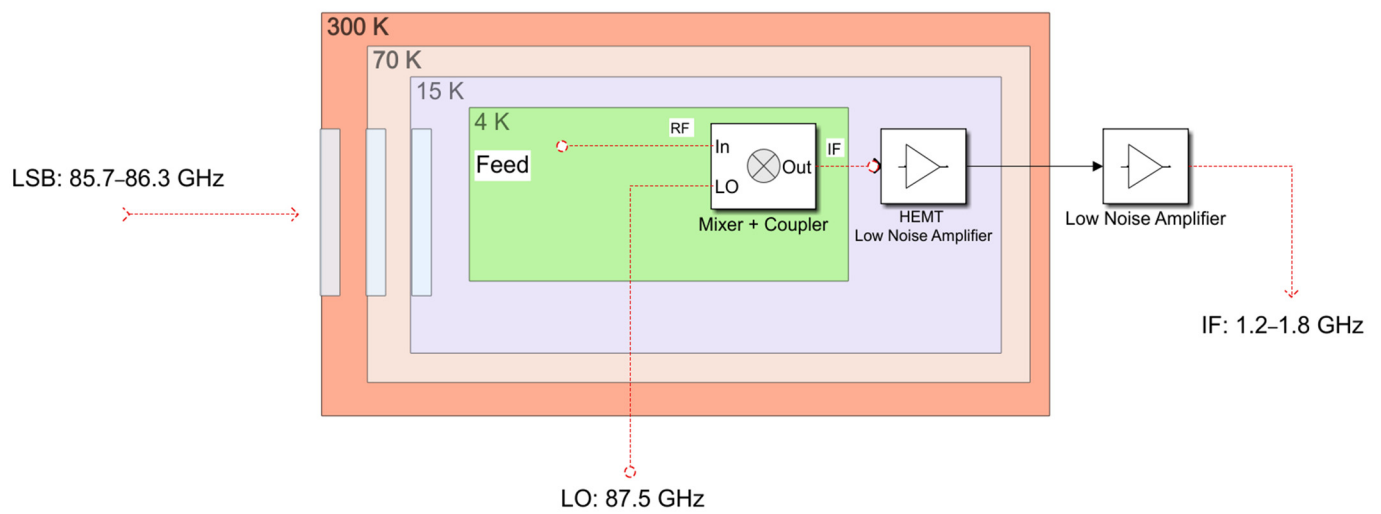 300 K
70 K
15 K
4 K
RF
In
IF
Feed
Out
LO
LSB: 85.7–86.3 GHz
Mixer + Coupler
HEMT
Low Noise Amplifier
Low Noise Amplifier
IF: 1.2–1.8 GHz
LO: 87.5 GHz